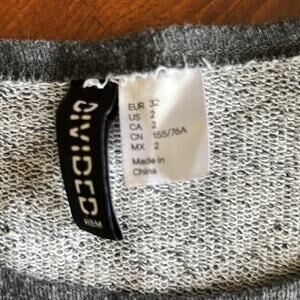 DIVIDED
H&M
EUR 32
US 2
CA 2
CN 155/76A
MX 2
Made in
China